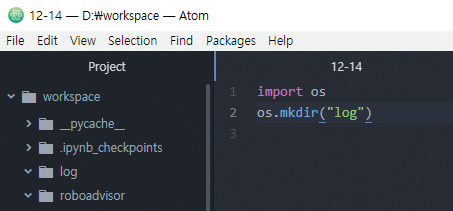 12-14 — D:₩workspace — Atom
File Edit View Selection Find Packages Help
Project
12-14
workspace
__pycache__
.ipynb_checkpoints
log
roboadvisor
1 import os
2 os.mkdir("log")
3